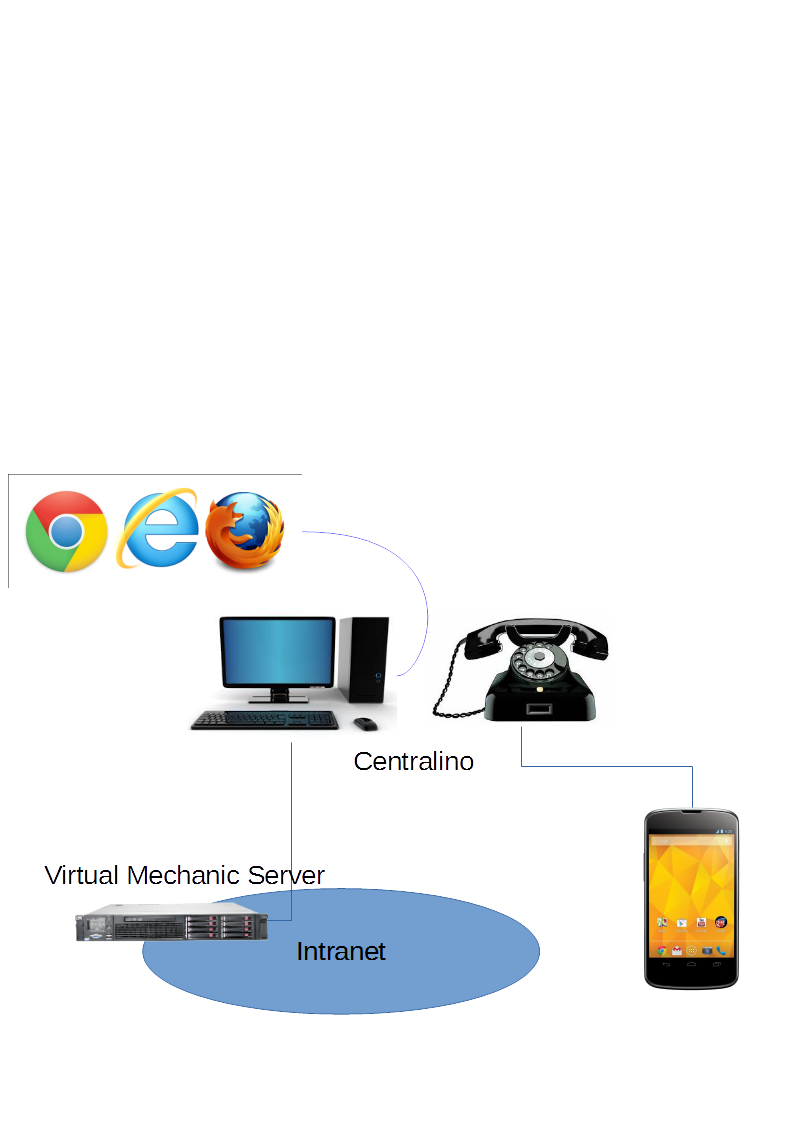 Centralino
Virtual Mechanic Server
Intranet